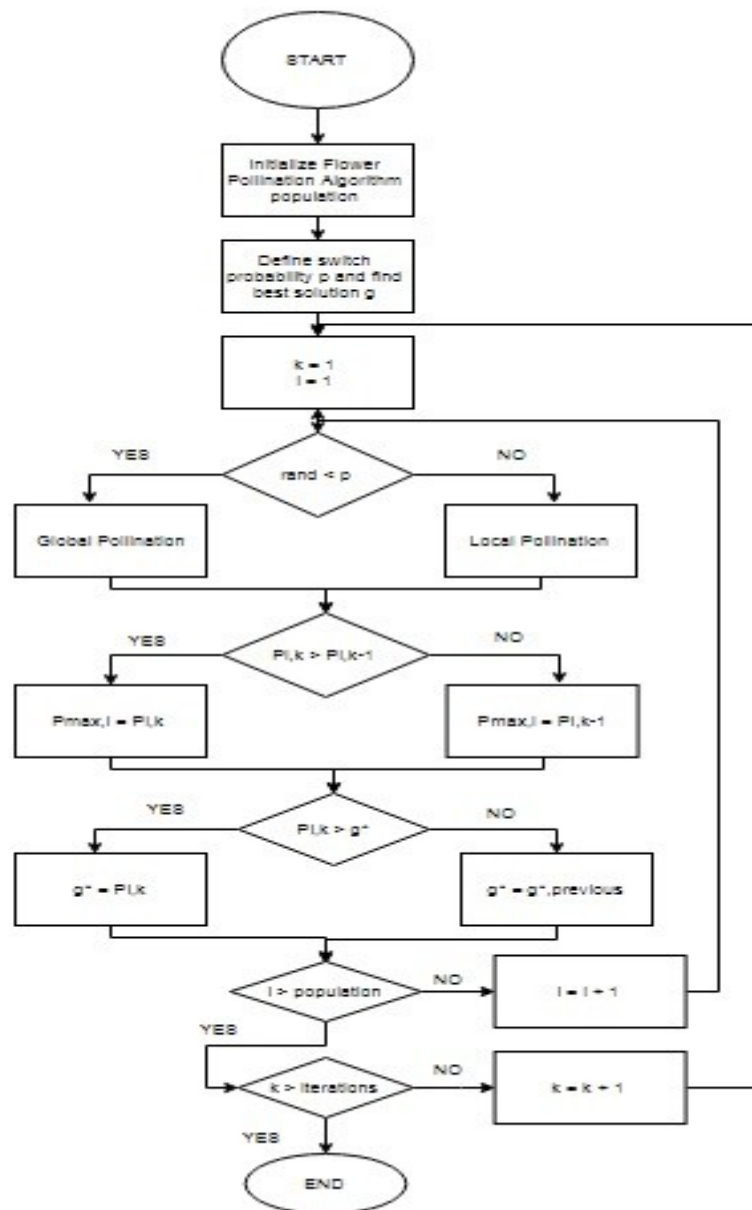 START
Initialize Flower
Pollination Algorithm
population
Define switch
probability p and find
best solution g
k = 1
i = 1
YES
rand < p
NO
Global Pollination
Local Pollination
YES
Pi,k > Pi,k-1
NO
Pmax,i = Pi,k
Pmax,i = Pi,k-1
YES
Pi,k > g*
NO
g* = Pi,k
g* = g*,previous
i > population
NO
i = i + 1
YES
k > iterations
NO
k = k + 1
YES
END